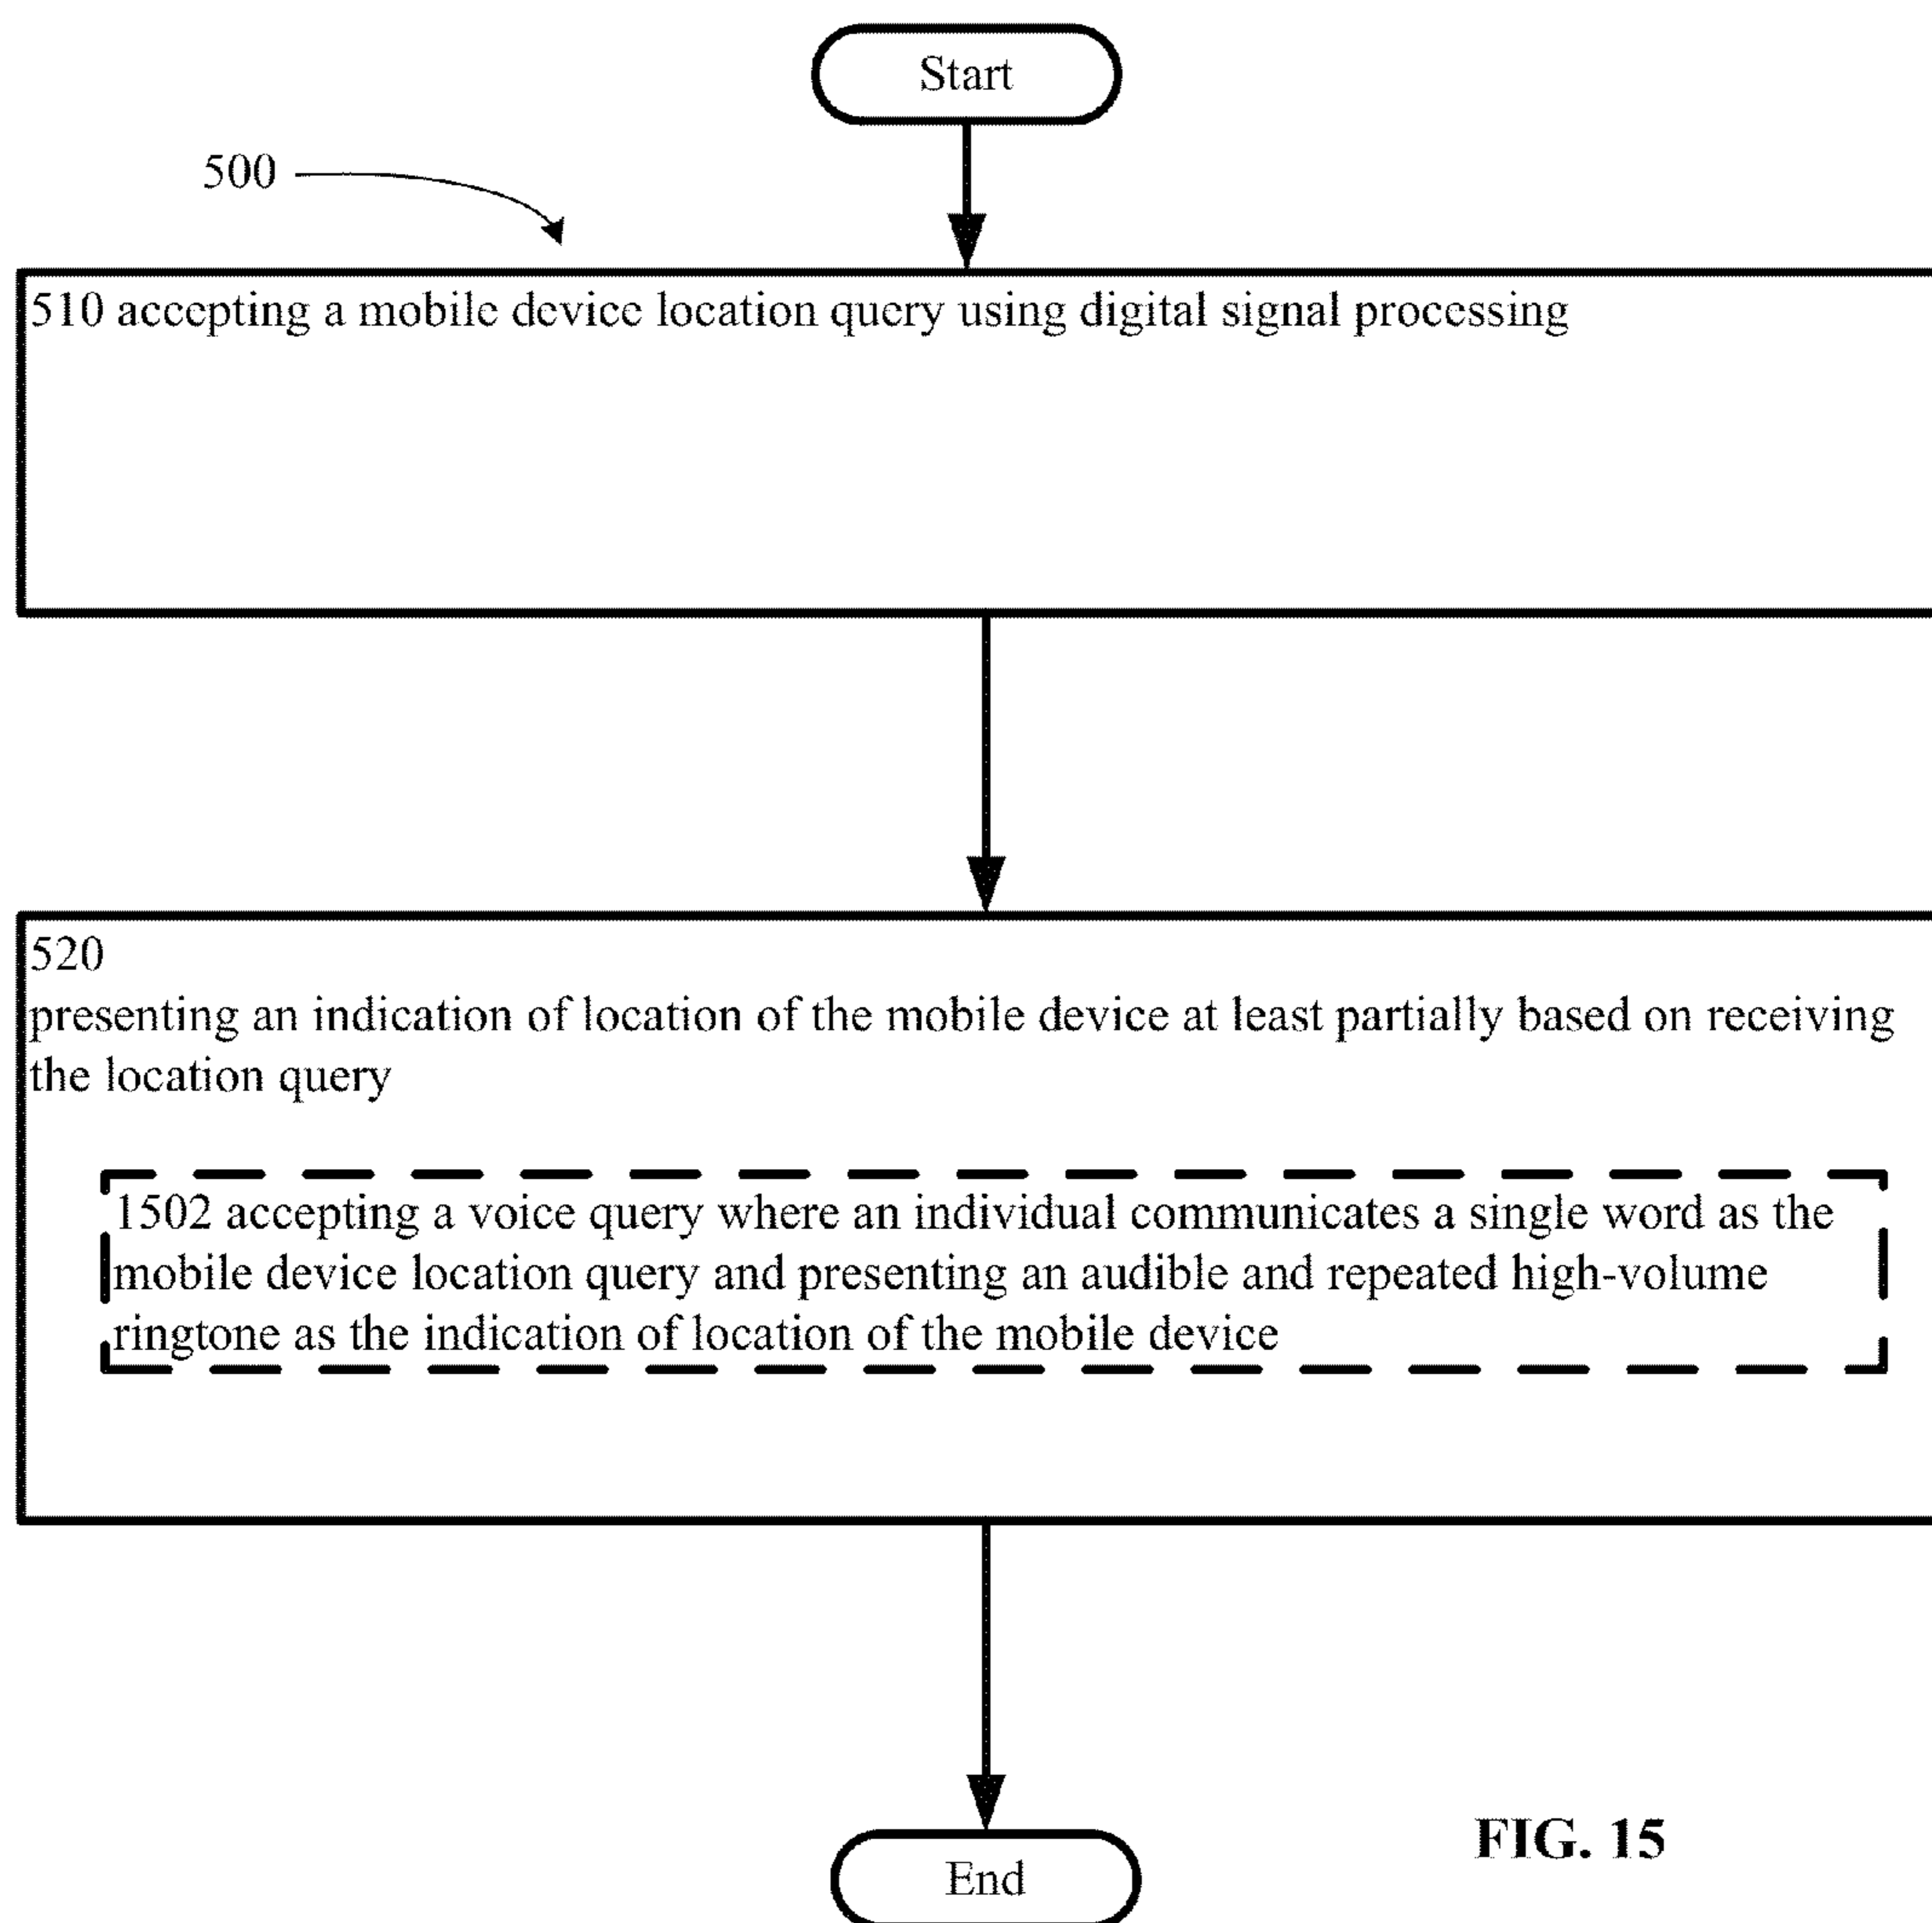 Start
500
510 accepting a mobile device location query using digital signal processing
520
presenting an indication of location of the mobile device at least partially based on receiving
the location query
1502 accepting a voice query where an individual communicates a single word as the
mobile device location query and presenting an audible and repeated high-volume
ringtone as the indication of location of the mobile device
End
FIG. 15